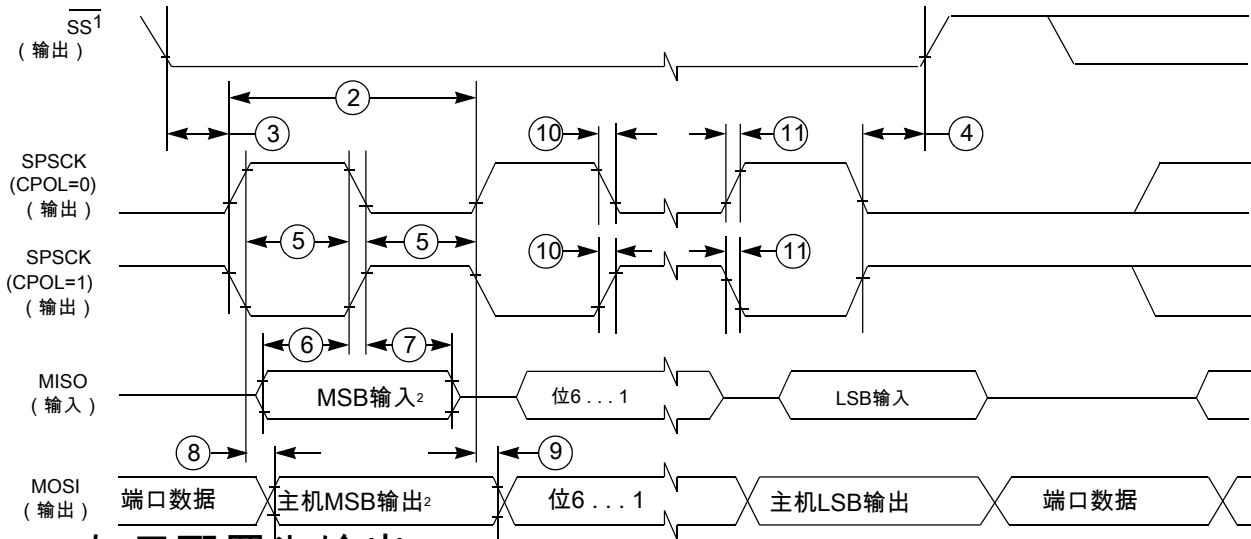 SS1
（输出）
②
③
⑩
⑪
④
SPSCK
(CPOL=0)
（输出）
⑤
⑤
SPSCK
(CPOL=1)
（输出）
⑩
⑪
⑥
⑦
MISO
（输入）
MSB输入2
位6 . . . 1
LSB输入
⑧
⑨
MOSI
（输出）
端口数据
主机MSB输出2
位6 . . . 1
主机LSB输出
端口数据